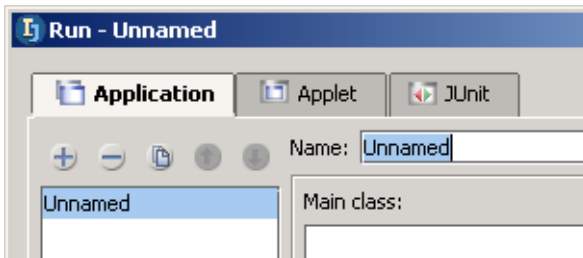 Run - Unnamed
Application Applet JUnit
Name: Unnamed
Unnamed
Main class: